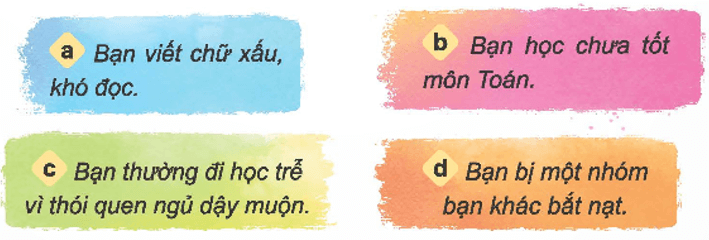 a Bạn viết chữ xấu,
khó đọc.
b Bạn học chưa tốt
môn Toán.
c Bạn thường đi học trễ
vì thói quen ngủ dậy muộn.
d Bạn bị một nhóm
bạn khác bắt nạt.